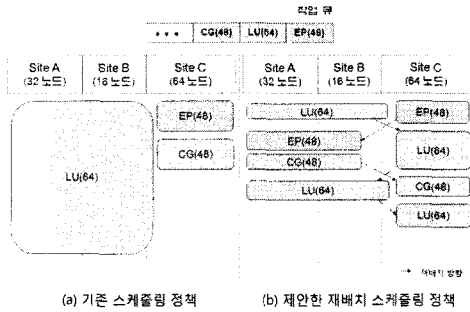 작업 큐
••• CG(48) LU(64) EP(48)
Site A Site B Site C Site A Site B Site C
(32 노드) (16 노드) (64 노드) (32 노드) (16 노드) (64 노드)
LU(64)
EP(48)
CG(48)
LU(64)
EP(48)
CG(48)
LU(64)
EP(48)
LU(64)
CG(48)
LU(64)
재배치 방향
(a) 기존 스케줄링 정책 (b) 제안한 재배치 스케줄링 정책